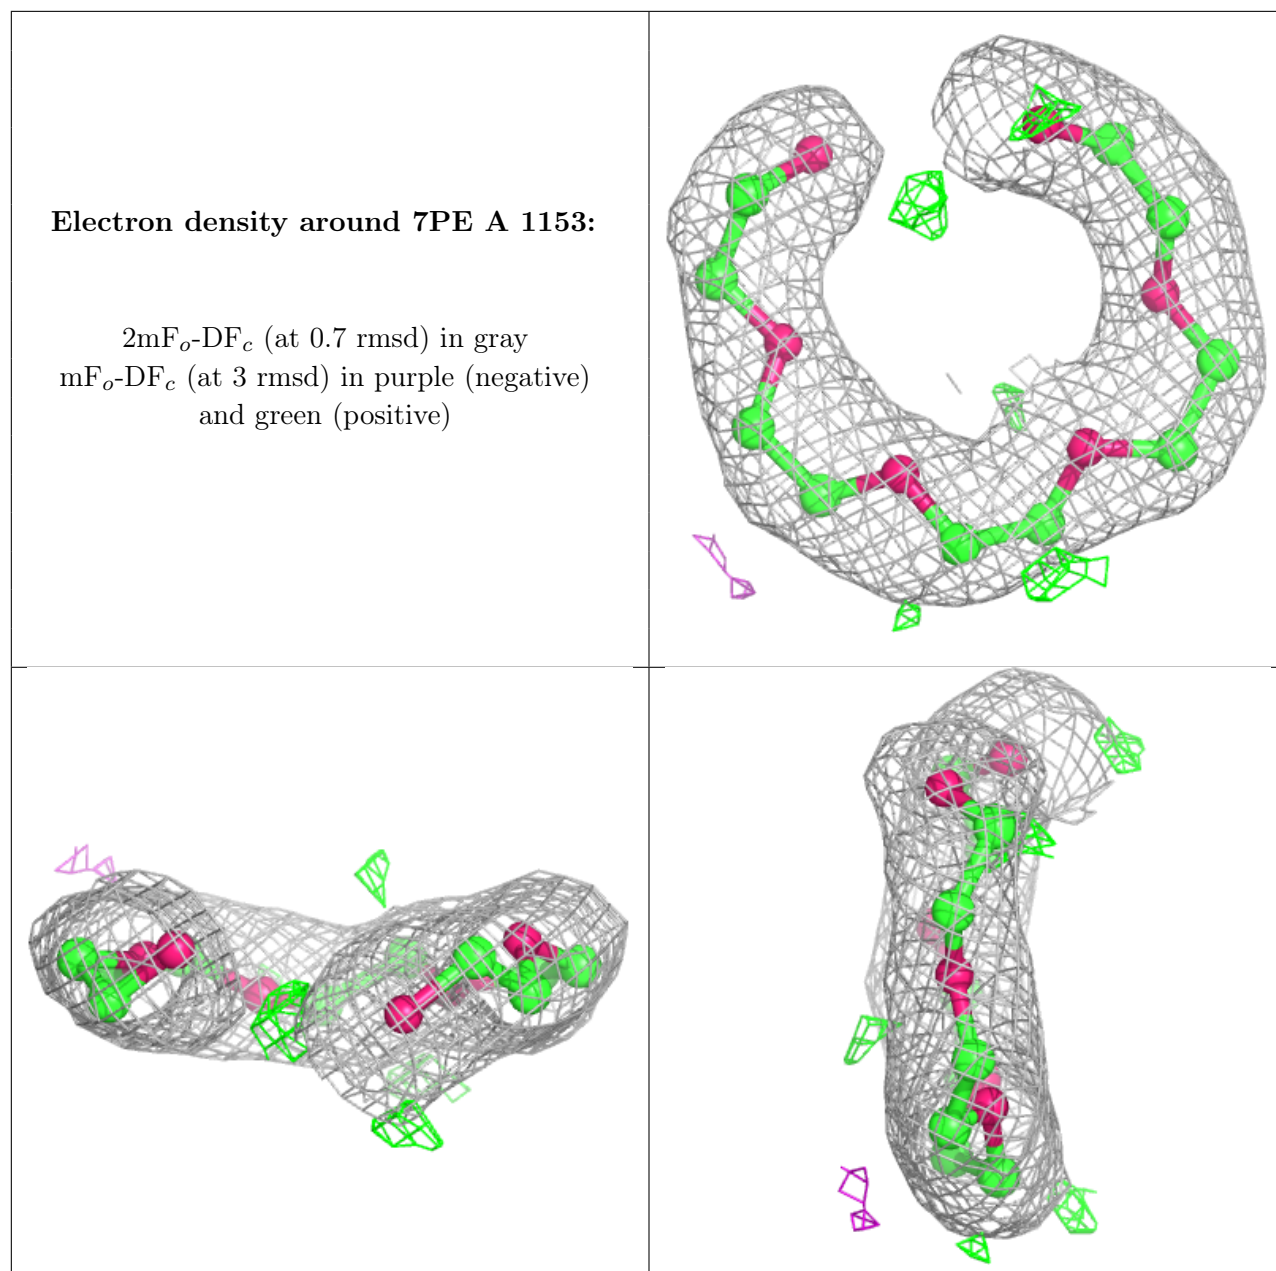 Electron density around 7PE A 1153:
2mFo-DFc (at 0.7 rmsd) in gray
mFo-DFc (at 3 rmsd) in purple (negative)
and green (positive)